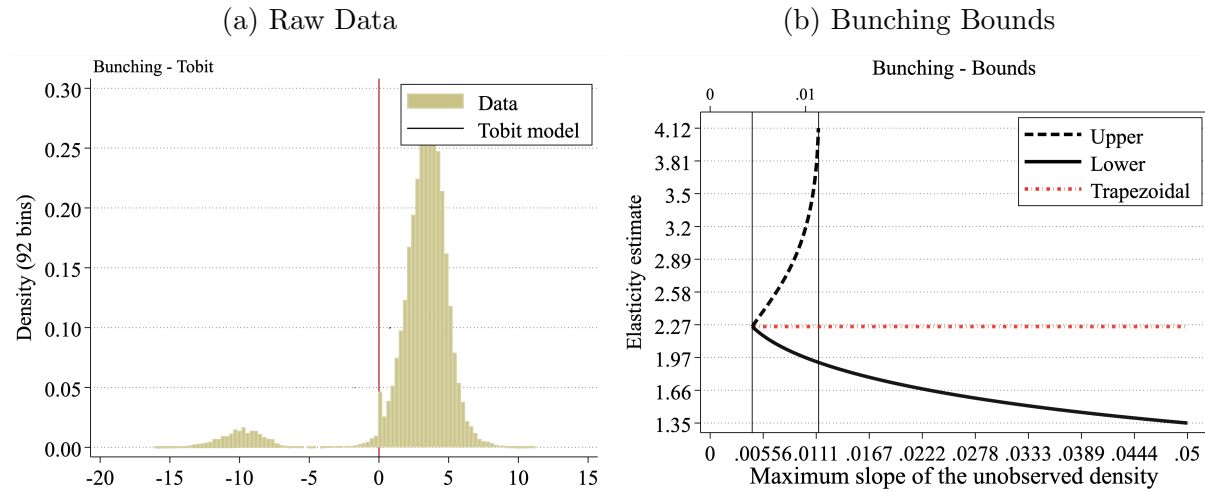 (a) Raw Data
Bunching - Tobit
Data
Tobit model
Density (92 bins)
0.30
0.25
0.20
0.15
0.10
0.05
0.00
-20 -15 -10 -5 0 5 10 15
(b) Bunching Bounds
Bunching - Bounds
0 .01
Upper
Lower
Trapezoidal
Elasticity estimate
4.12
3.81
3.5
3.2
2.89
2.58
2.27
1.97
1.66
1.35
0 .00556 .0111 .0167 .0222 .0278 .0333 .0389 .0444 .05
Maximum slope of the unobserved density